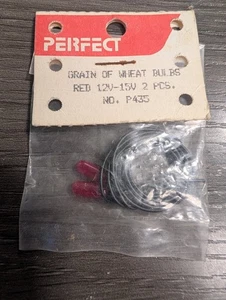 PERFECT
GRAIN OF WHEAT BULBS
RED 12V-15V 2 PCS.
NO. P435